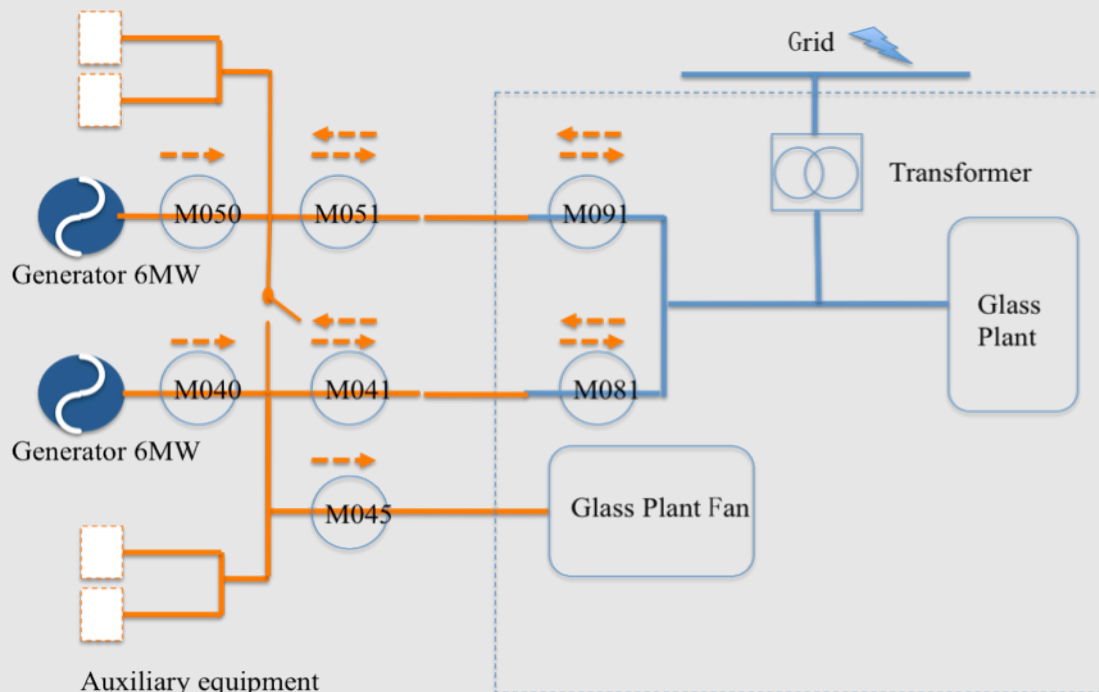 Grid
Transformer
M050
M051
M091
Generator 6MW
Glass
Plant
M040
M041
M081
Generator 6MW
M045
Glass Plant Fan
Auxiliary equipment